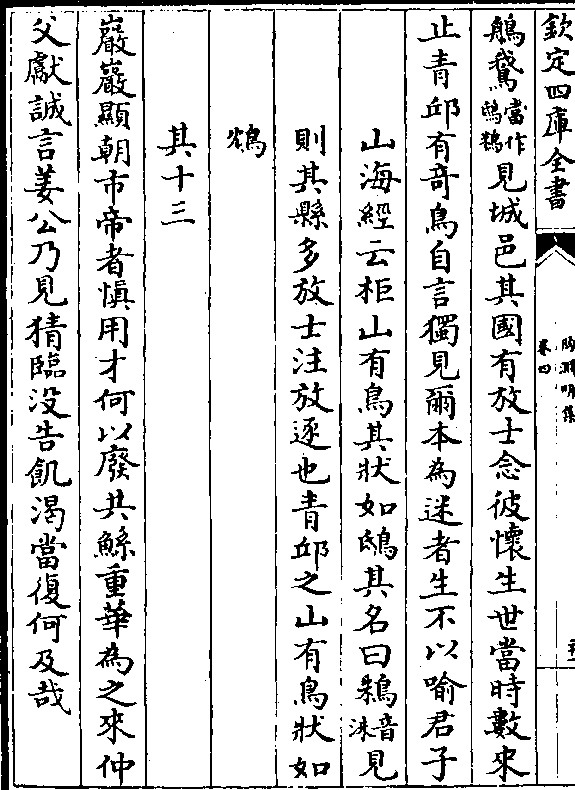 欽定四庫全書
陶淵明集
卷四
鵃鵞當作鴟鴸見城邑其國有放士念彼懷生世當時數來
止青邱有竒鳥自言獨見爾本為迷者生不以喻君子
山海經云柜山有鳥其狀如鴟其名曰鴸音洙見
則其縣多放士注放逐也青邱之山有鳥狀如
其十三
巖巖顯朝市帝者慎用才何以廢共鯀重華為之來仲
父獻誠言姜公乃見猜臨没告飢渴當復何及哉